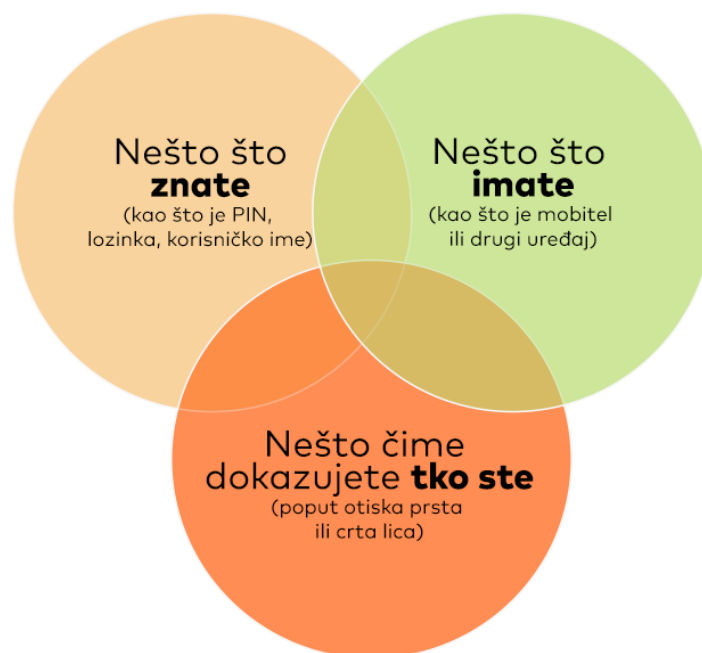 Nešto što
znate
(kao što je PIN,
lozinka, korisničko ime)
Nešto što
imate
(kao što je mobitel
ili drugi uređaj)
Nešto čime
dokazujete tko ste
(poput otiska prsta
ili crta lica)